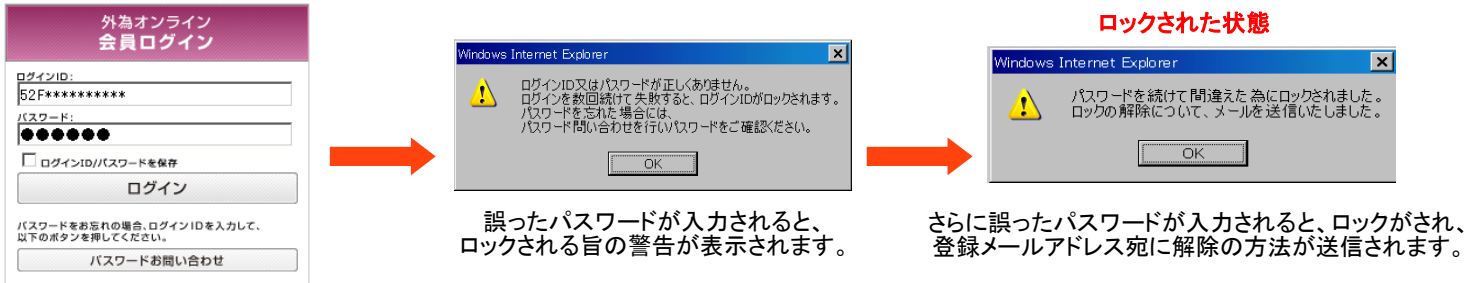 外為オンライン
会員ログイン
ログインID:
52F**********
パスワード:
●●●●●●
ログインID/パスワードを保存
ログイン
パスワードをお忘れの場合、ログインIDを入力して、
以下のボタンを押してください。
パスワードお問い合わせ
Windows Internet Explorer
ログインID又はパスワードが正しくありません。
ログインを数回続けて失敗すると、ログインIDがロックされます。
パスワードを忘れた場合には、
パスワード問い合わせを行いパスワードをご確認ください。
OK
誤ったパスワードが入力されると、
ロックされる旨の警告が表示されます。
ロックされた状態
Windows Internet Explorer
パスワードを続けて間違えた為にロックされました。
ロックの解除について、メールを送信いたしました。
OK
さらに誤ったパスワードが入力されると、ロックがされ、
登録メールアドレス宛に解除の方法が送信されます。